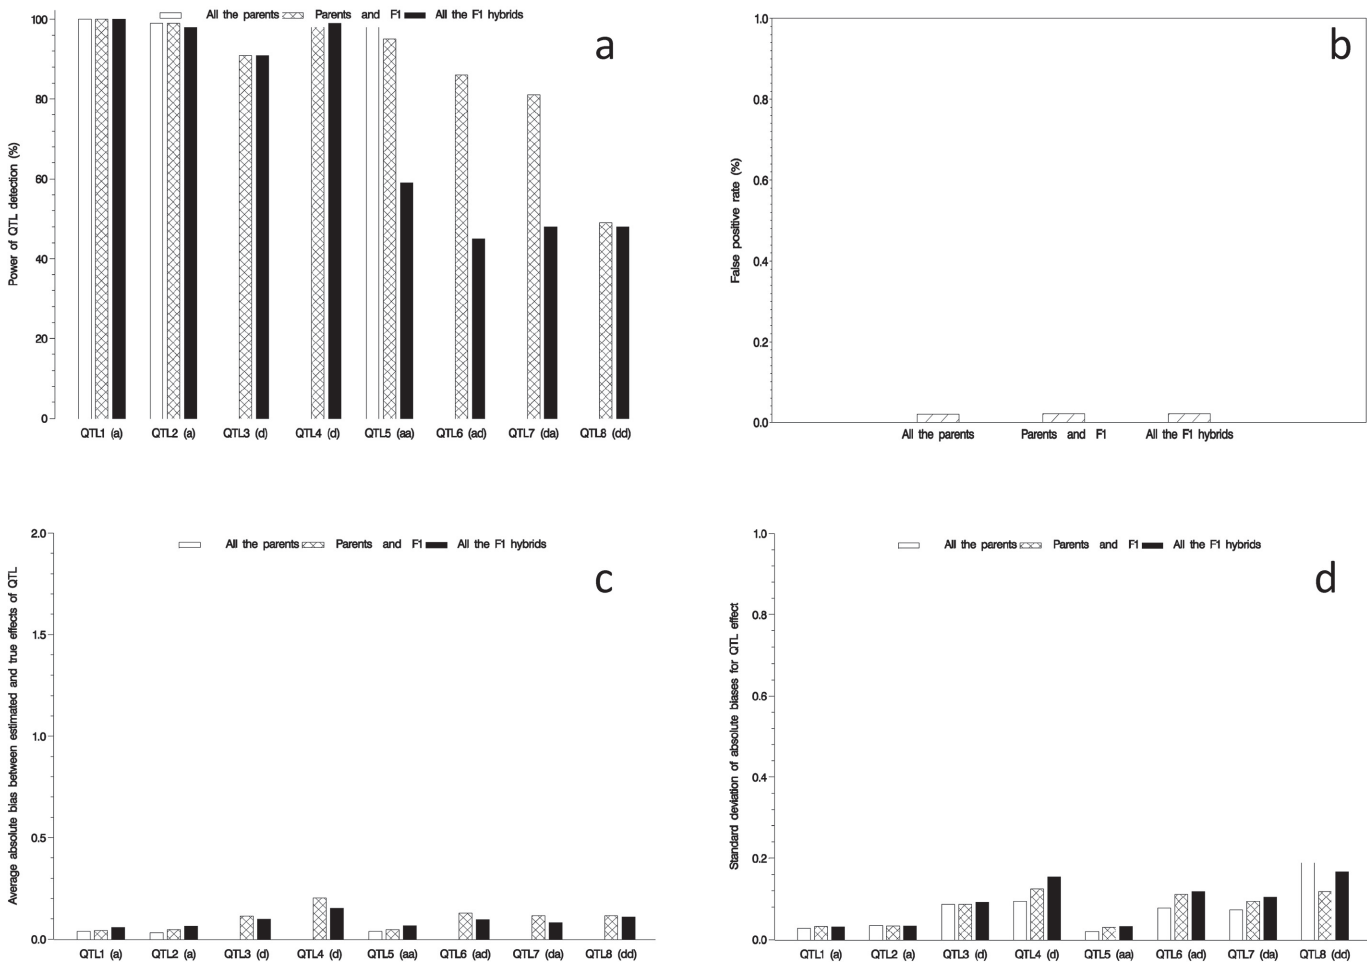 All the parents Parents and F1 All the F1 hybrids
a
Power of QTL detection (%)
100
80
60
40
20
0
QTL1 (a) QTL2 (a) QTL3 (d) QTL4 (d) QTL5 (aa) QTL6 (ad) QTL7 (da) QTL8 (dd)
b
False positive rate (%)
1.0
0.8
0.6
0.4
0.2
0.0
All the parents Parents and F1 All the F1 hybrids
All the parents Parents and F1 All the F1 hybrids
c
Average absolute bias between estimated and true effects of QTL
2.0
1.5
1.0
0.5
0.0
QTL1 (a) QTL2 (a) QTL3 (d) QTL4 (d) QTL5 (aa) QTL6 (ad) QTL7 (da) QTL8 (dd)
All the parents Parents and F1 All the F1 hybrids
d
Standard deviation of absolute biases for QTL effect
1.0
0.8
0.6
0.4
0.2
0.0
QTL1 (a) QTL2 (a) QTL3 (d) QTL4 (d) QTL5 (aa) QTL6 (ad) QTL7 (da) QTL8 (dd)